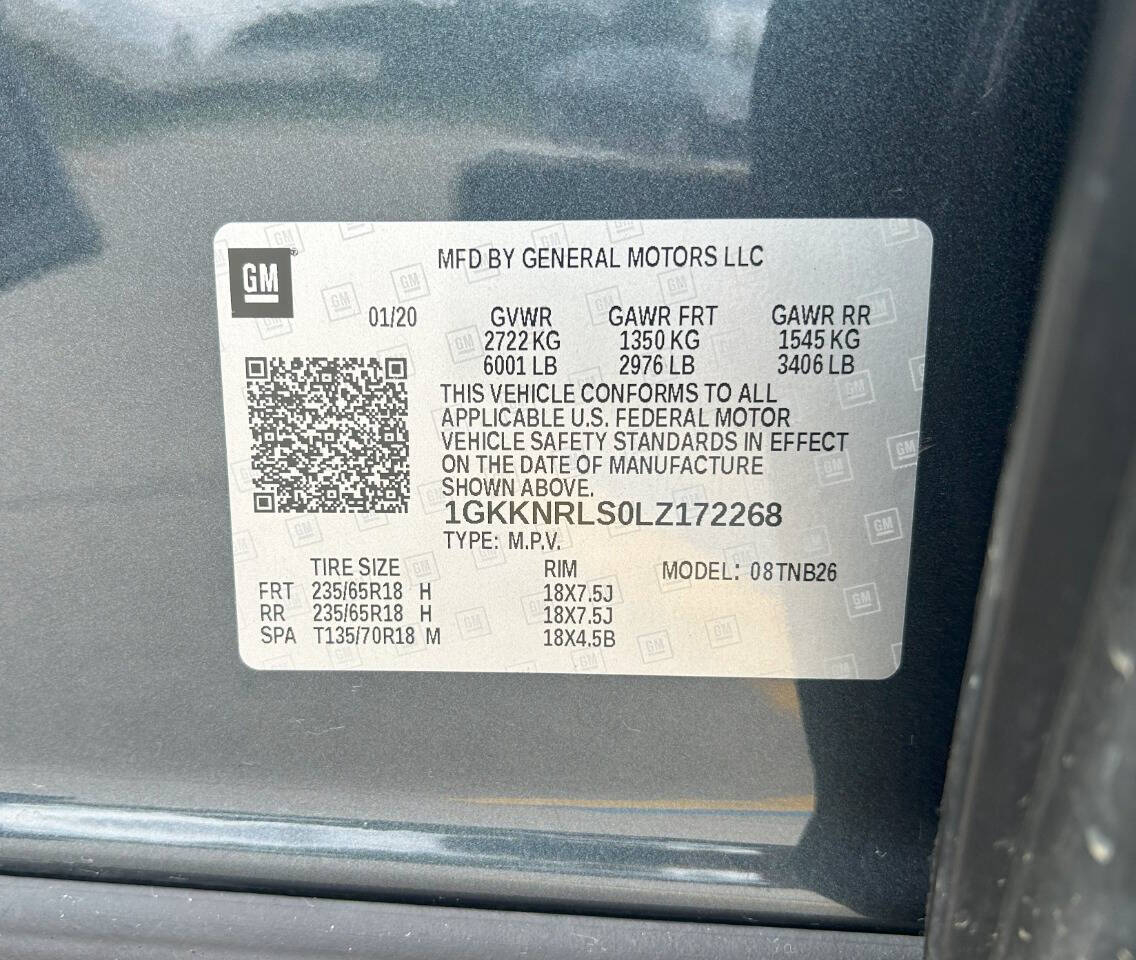 GM
MFD BY GENERAL MOTORS LLC
01/20 GVWR GAWR FRT GAWR RR
2722 KG 1350 KG 1545 KG
6001 LB 2976 LB 3406 LB
THIS VEHICLE CONFORMS TO ALL
APPLICABLE U.S. FEDERAL MOTOR
VEHICLE SAFETY STANDARDS IN EFFECT
ON THE DATE OF MANUFACTURE
SHOWN ABOVE.
1GKKNRLS0LZ172268
TYPE: M.P.V.
TIRE SIZE RIM MODEL: 08TNB26
FRT 235/65R18 H 18X7.5J
RR 235/65R18 H 18X7.5J
SPA T135/70R18 M 18X4.5B